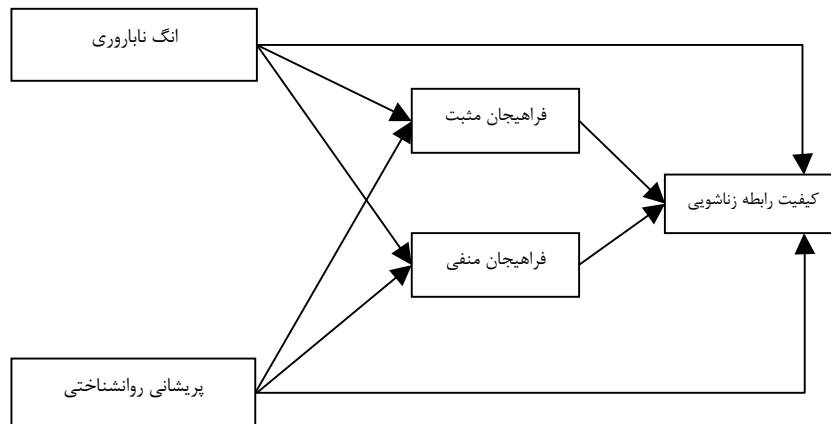 انگ ناباروری
فراهیجان مثبت
کیفیت رابطه زناشویی
فراهیجان منفی
پریشانی روانشناختی